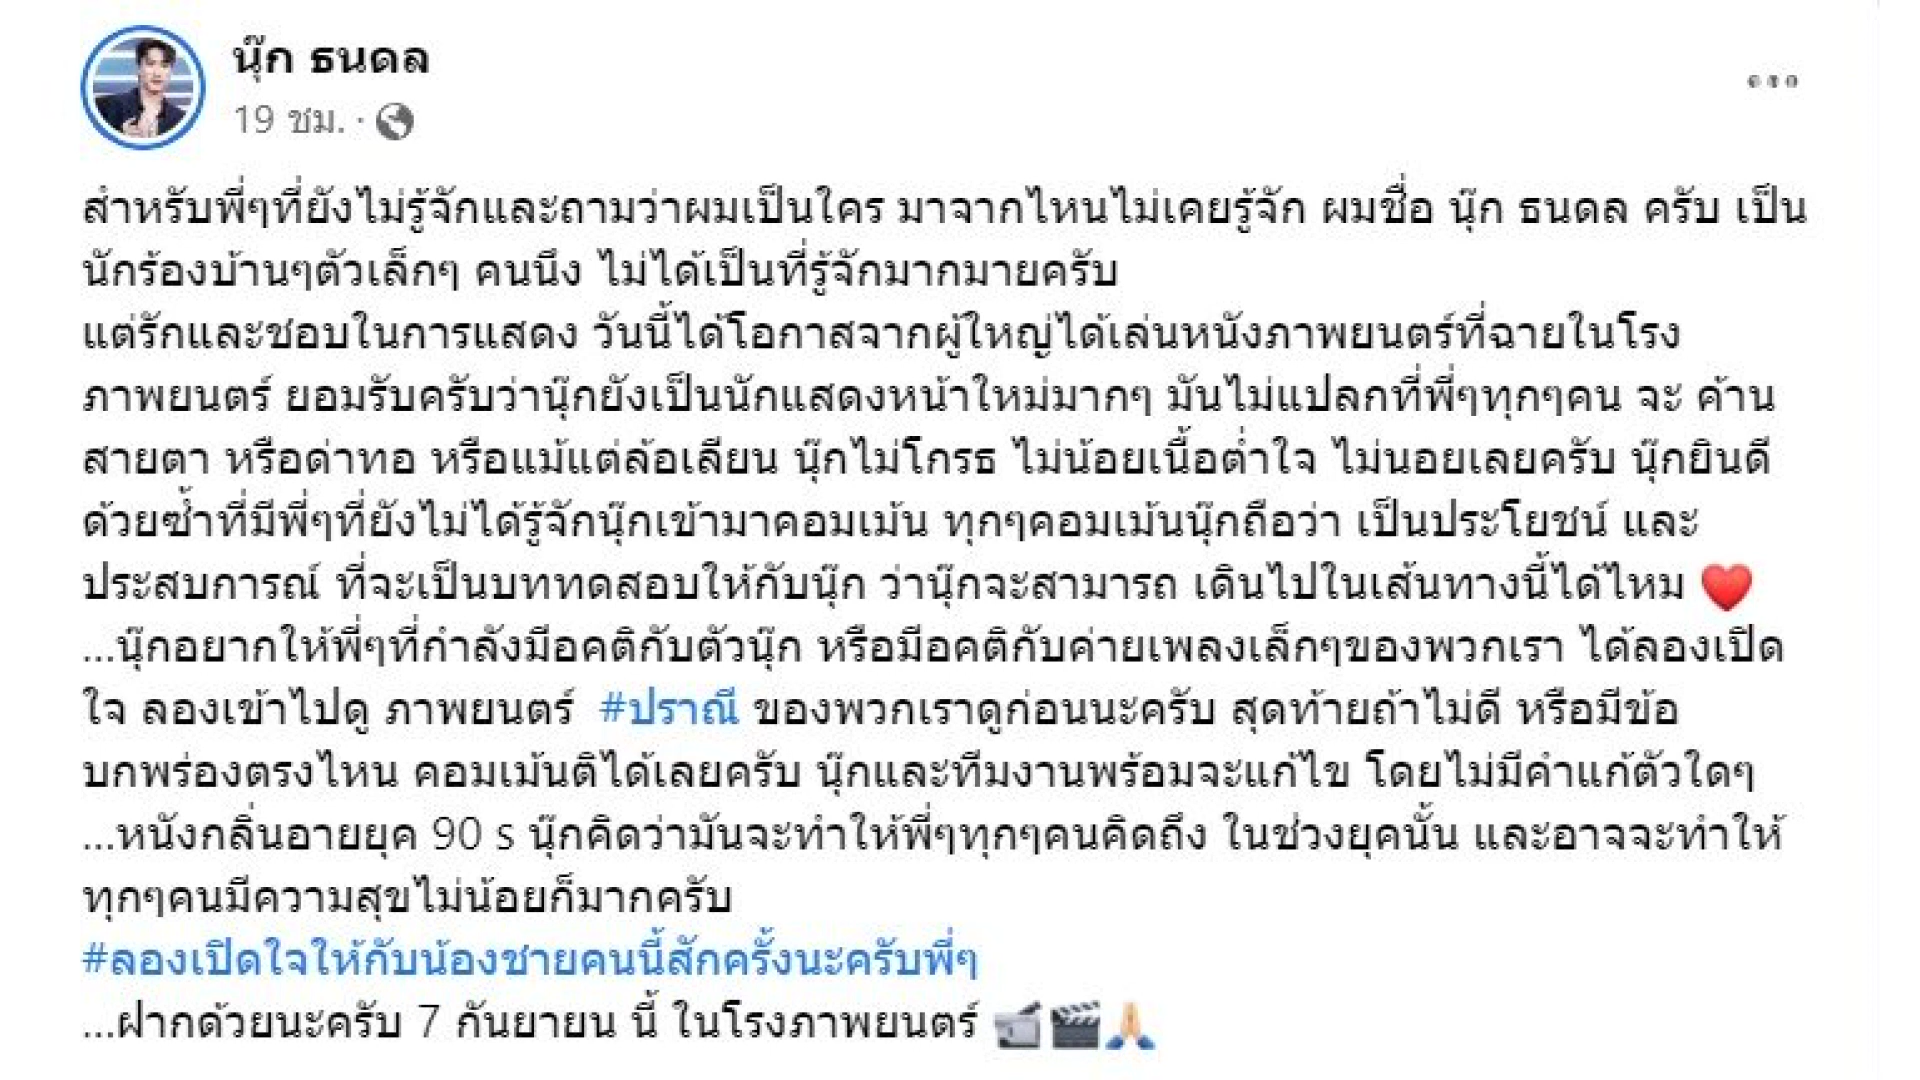 นุ๊ก ธนดล
19 ชม. ·
สำหรับพี่ๆที่ยังไม่รู้จักและถามว่าผมเป็นใคร มาจากไหนไม่เคยรู้จัก ผมชื่อ นุ๊ก ธนดล ครับ เป็น
นักร้องบ้านๆตัวเล็กๆ คนนึง ไม่ได้เป็นที่รู้จักมากมายครับ
แต่รักและชอบในการแสดง วันนี้ได้โอกาสจากผู้ใหญ่ได้เล่นหนังภาพยนตร์ที่ฉายในโรง
ภาพยนตร์ ยอมรับครับว่านุ๊กยังเป็นนักแสดงหน้าใหม่มากๆ มันไม่แปลกที่พี่ๆทุกๆคน จะ ค้าน
สายตา หรือด่าทอ หรือแม้แต่ล้อเลียน นุ๊กไม่โกรธ ไม่น้อยเนื้อต่ำใจ ไม่นอยเลยครับ นุ๊กยินดี
ด้วยซ้ำที่มีพี่ๆที่ยังไม่ได้รู้จักนุ๊กเข้ามาคอมเม้น ทุกๆคอมเม้นนุ๊กถือว่า เป็นประโยชน์ และ
ประสบการณ์ ที่จะเป็นบททดสอบให้กับนุ๊ก ว่านุ๊กจะสามารถ เดินไปในเส้นทางนี้ได้ไหม ❤️
...นุ๊กอยากให้พี่ๆที่กำลังมีอคติกับตัวนุ๊ก หรือมีอคติกับค่ายเพลงเล็กๆของพวกเรา ได้ลองเปิด
ใจ ลองเข้าไปดู ภาพยนตร์ #ปราณี ของพวกเราดูก่อนนะครับ สุดท้ายถ้าไม่ดี หรือมีข้อ
บกพร่องตรงไหน คอมเม้นติได้เลยครับ นุ๊กและทีมงานพร้อมจะแก้ไข โดยไม่มีคำแก้ตัวใดๆ
...หนังกลิ่นอายยุค 90 s นุ๊กคิดว่ามันจะทำให้พี่ๆทุกๆคนคิดถึง ในช่วงยุคนั้น และอาจจะทำให้
ทุกๆคนมีความสุขไม่น้อยก็มากครับ
#ลองเปิดใจให้กับน้องชายคนนี้สักครั้งนะครับพี่ๆ
...ฝากด้วยนะครับ 7 กันยายน นี้ ในโรงภาพยนตร์ 📹🎬🙏🏻